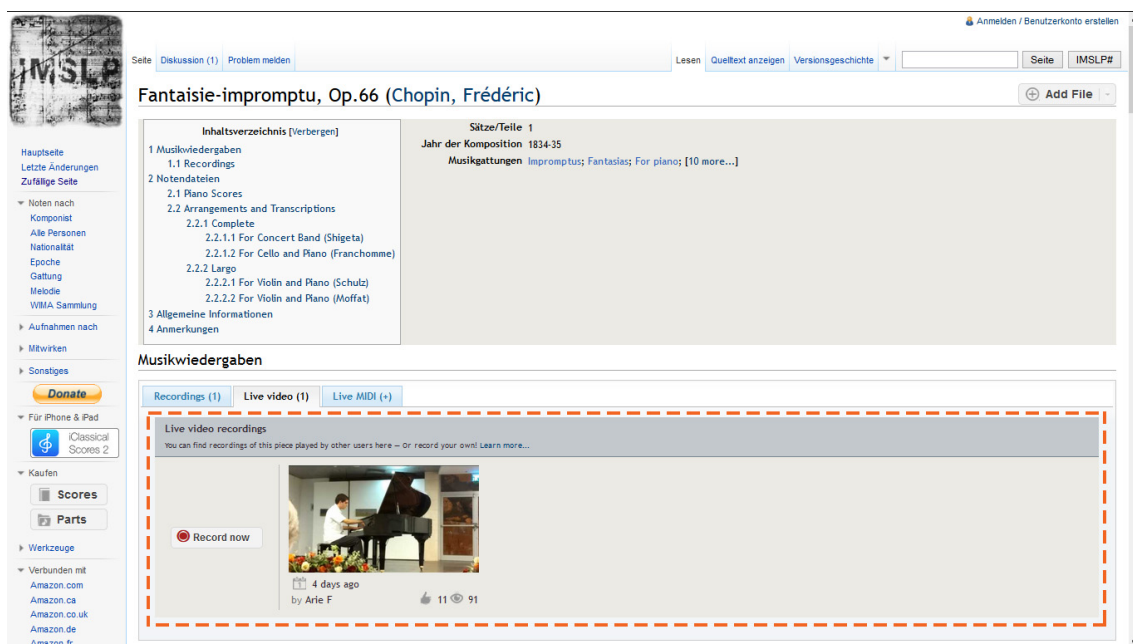 Anmelden / Benutzerkonto erstellen
IMSLP
Seite Diskussion (1) Problem melden
Lesen Quelltext anzeigen Versionsgeschichte
Seite IMSLP#
Fantaisie-impromptu, Op.66 (Chopin, Frédéric)
Add File
Inhaltsverzeichnis [Verbergen]
1 Musikwiedergaben
1.1 Recordings
2 Notendateien
2.1 Piano Scores
2.2 Arrangements and Transcriptions
2.2.1 Complete
2.2.1.1 For Concert Band (Shigeta)
2.2.1.2 For Cello and Piano (Franchomme)
2.2.2 Largo
2.2.2.1 For Violin and Piano (Schulz)
2.2.2.2 For Violin and Piano (Moffat)
3 Allgemeine Informationen
4 Anmerkungen
Sätze/Teile 1
Jahr der Komposition 1834-35
Musikgattungen Impromptus; Fantasias; For piano; [10 more...]
Hauptseite
Letzte Änderungen
Zufällige Seite
Noten nach
Komponist
Alle Personen
Nationalität
Epoche
Gattung
Melodie
WIMA Sammlung
Aufnahmen nach
Mitwirken
Sonstiges
Donate
Für iPhone & iPad
iClassical
Scores 2
Kaufen
Scores
Parts
Werkzeuge
Verbunden mit
Amazon.com
Amazon.ca
Amazon.co.uk
Amazon.de
Amazon.fr
Musikwiedergaben
Recordings (1) Live video (1) Live MIDI (+)
Live video recordings
You can find recordings of this piece played by other users here – Or record your own! Learn more...
Record now
1 4 days ago
by Arie F 11 91